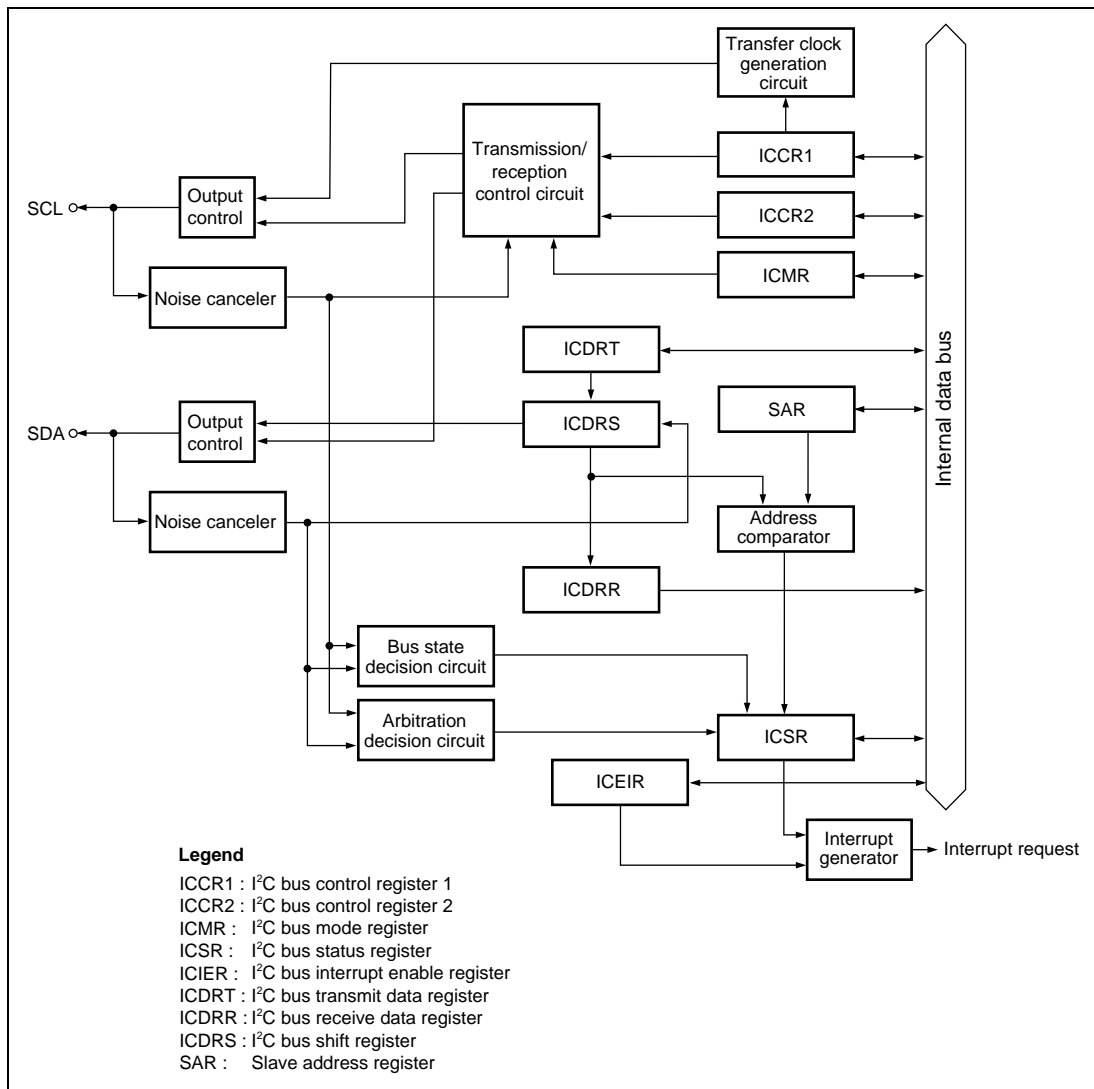 Transfer clock
generation
circuit
Transmission/
reception
control circuit
ICCR1
Output
control
SCL
ICCR2
ICMR
Noise canceler
ICDRT
Internal data bus
SAR
Output
control
ICDRS
SDA
Noise canceler
Address
comparator
ICDRR
Bus state
decision circuit
Arbitration
decision circuit
ICSR
ICEIR
Interrupt
generator
Interrupt request
Legend
ICCR1 : I²C bus control register 1
ICCR2 : I²C bus control register 2
ICMR : I²C bus mode register
ICSR : I²C bus status register
ICIER : I²C bus interrupt enable register
ICDRT : I²C bus transmit data register
ICDRR : I²C bus receive data register
ICDRS : I²C bus shift register
SAR : Slave address register